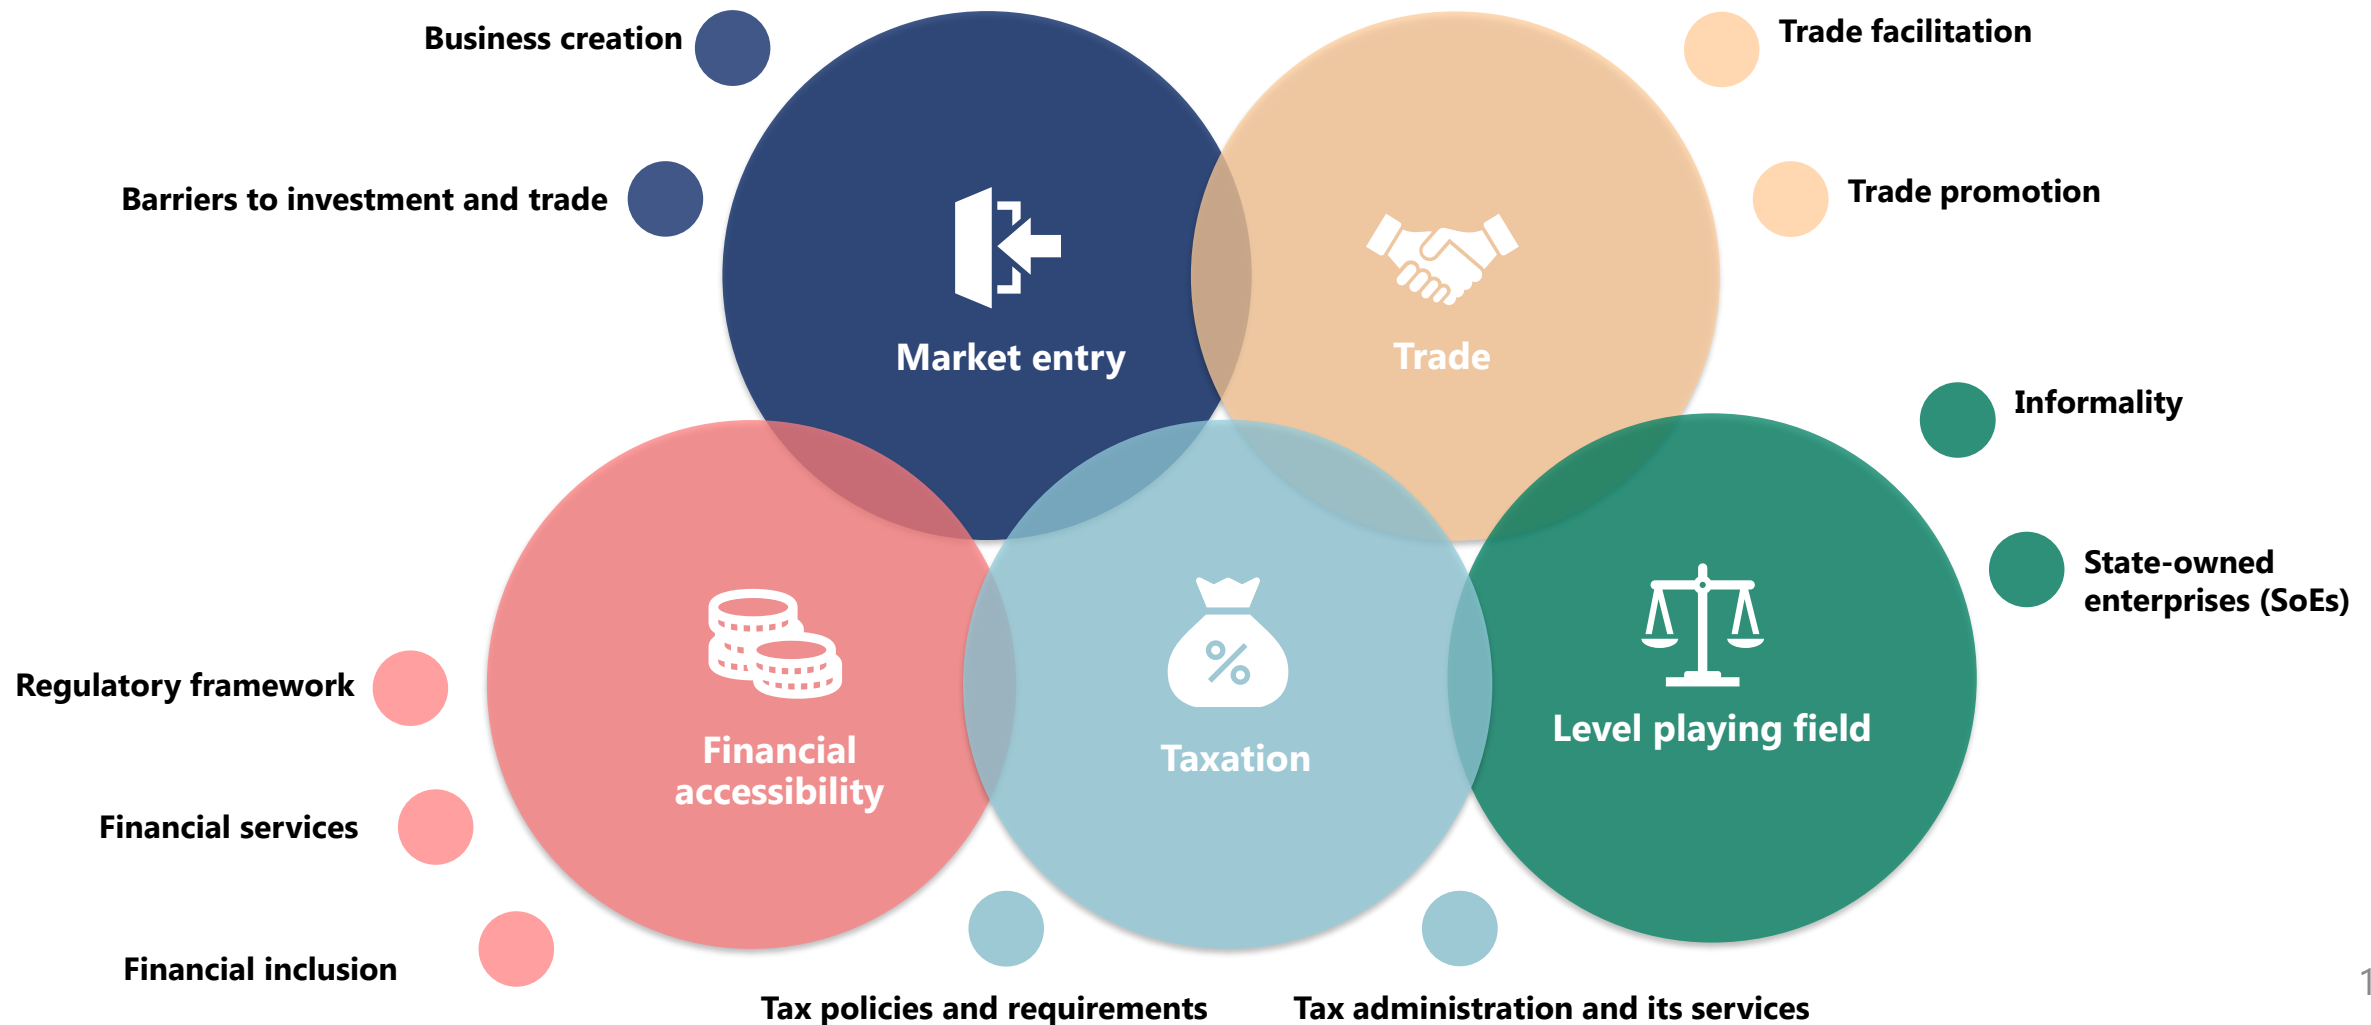 Business creation
Trade facilitation
Barriers to investment and trade
Trade promotion
Market entry
Trade
Informality
State-owned
enterprises (SoEs)
%
Regulatory framework
Level playing field
Financial
accessibility
Taxation
Financial services
Financial inclusion
Tax policies and requirements
Tax administration and its services
1